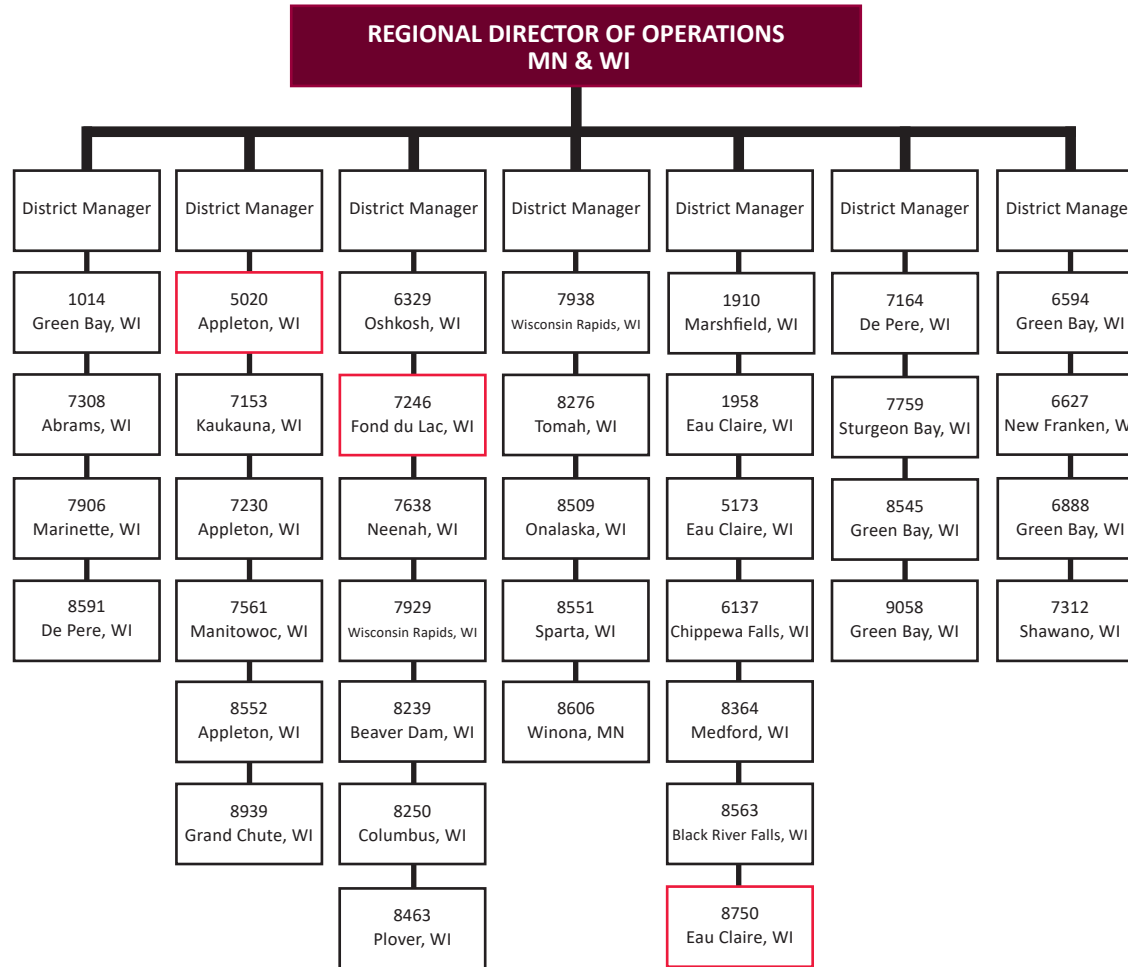 REGIONAL DIRECTOR OF OPERATIONS
MN & WI
District Manager
1014
Green Bay, WI
7308
Abrams, WI
7906
Marinette, WI
8591
De Pere, WI
District Manager
5020
Appleton, WI
7153
Kaukauna, WI
7230
Appleton, WI
7561
Manitowoc, WI
8552
Appleton, WI
8939
Grand Chute, WI
District Manager
6329
Oshkosh, WI
7246
Fond du Lac, WI
7638
Neenah, WI
7929
Wisconsin Rapids, WI
8239
Beaver Dam, WI
8250
Columbus, WI
8463
Plover, WI
District Manager
7938
Wisconsin Rapids, WI
8276
Tomah, WI
8509
Onalaska, WI
8551
Sparta, WI
8606
Winona, MN
District Manager
1910
Marshfield, WI
1958
Eau Claire, WI
5173
Eau Claire, WI
6137
Chippewa Falls, WI
8364
Medford, WI
8563
Black River Falls, WI
8750
Eau Claire, WI
District Manager
7164
De Pere, WI
7759
Sturgeon Bay, WI
8545
Green Bay, WI
9058
Green Bay, WI
District Manage
6594
Green Bay, WI
6627
New Franken, W
6888
Green Bay, WI
7312
Shawano, WI